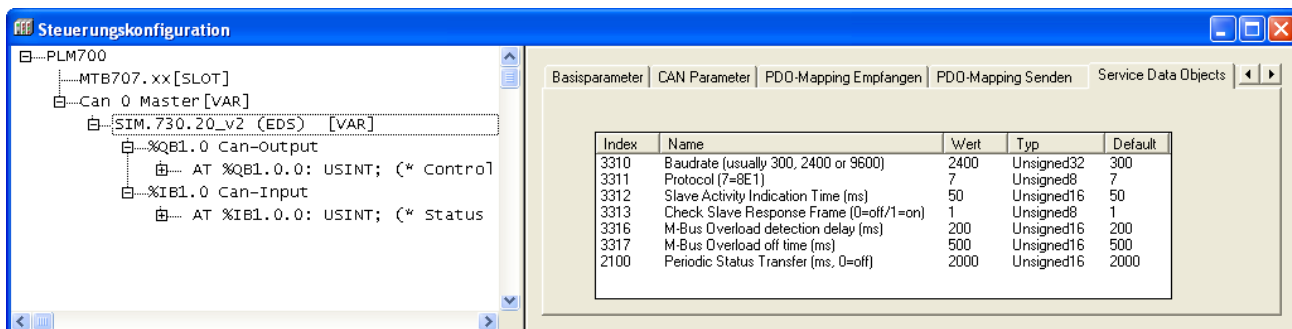 Steuerungskonfiguration
PLM700
MTB707.xx[SLOT]
Can 0 Master[VAR]
SIM.730.20_v2 (EDS) [VAR]
%QB1.0 Can-Output
AT %QB1.0.0: USINT; (* Control
%IB1.0 Can-Input
AT %IB1.0.0: USINT; (* Status
Basisparameter CAN Parameter PDO-Mapping Empfangen PDO-Mapping Senden Service Data Objects
Index Name Wert Typ Default
3310 Baudrate (usually 300, 2400 or 9600) 2400 Unsigned32 300
3311 Protocol (7=8E1) 7 Unsigned8 7
3312 Slave Activity Indication Time (ms) 50 Unsigned16 50
3313 Check Slave Response Frame (0=off/1=on) 1 Unsigned8 1
3316 M-Bus Overload detection delay (ms) 200 Unsigned16 200
3317 M-Bus Overload off time (ms) 500 Unsigned16 500
2100 Periodic Status Transfer (ms, 0=off) 2000 Unsigned16 2000